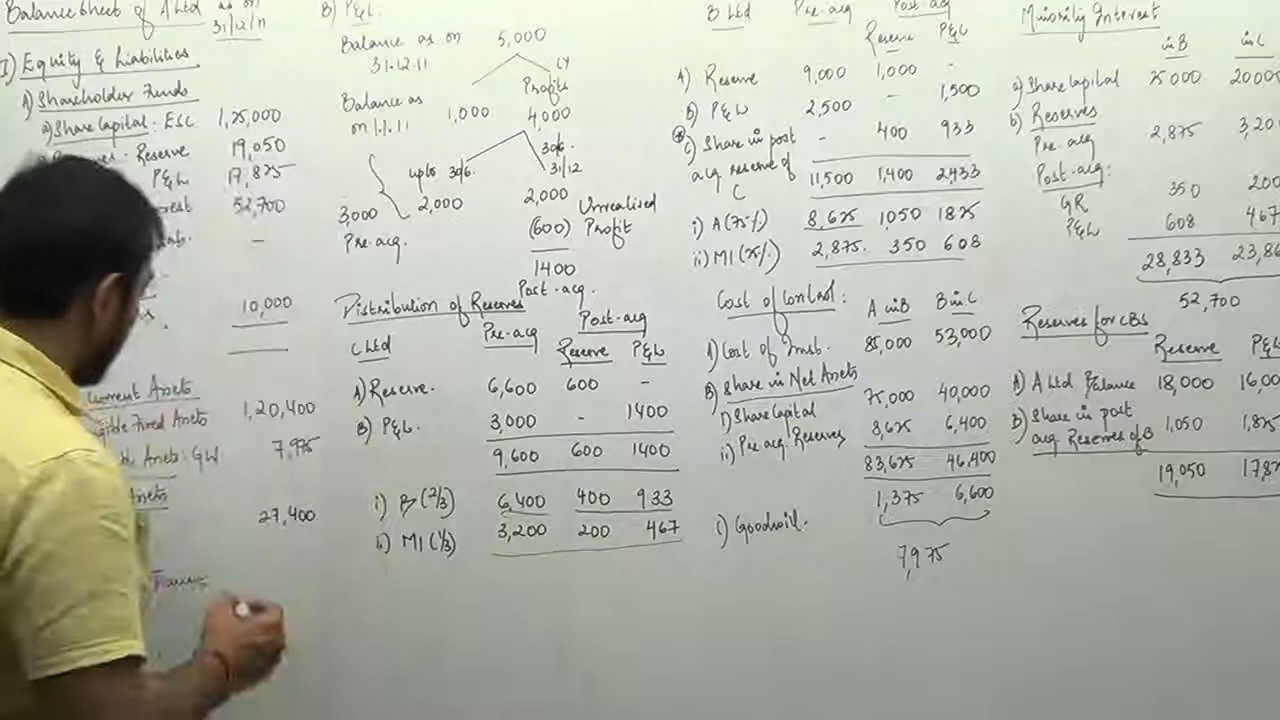 Balance Sheet of A Ltd as on
31/12/11
I) Equity & Liabilities
A) Shareholder Funds
a) Share Capital - ESC 1,25,000
Reserve 19,050
P&L 17,825
52,700
-
10,000
Current Assets
Fixed Assets 1,20,400
Assets: GW 7,975
27,400
B) P&L:
Balance as on 5,000
31-12-11
CY
Profits
Balance as 1,000 4,000
on 1.1.11
upto 30/6 30/6-
31/12
3,000 2,000 2,000 Unrealised
Pre-acq. (600) Profit
1400
Post-acq.
Distribution of Reserves
C Ltd Pre-acq Post-acq
Reserve P&L
A) Reserve. 6,600 600 -
B) P&L. 3,000 - 1400
9,600 600 1400
i) B (2/3) 6,400 400 933
ii) MI (1/3) 3,200 200 467
B Ltd Pre-acq Post-acq
Reserve P&L
A) Reserve 9,000 1,000 -
B) P&L 2,500 - 1,500
C) Share in post - 400 933
acq reserve of
C 11,500 1,400 2,433
i) A (75%) 8,625 1050 1825
ii) MI (25%) 2,875. 350 608
Cost of Control: A in B B in C
A) Cost of Invst. 85,000 53,000
B) Share in Net Assets
i) Share Capital 75,000 40,000
ii) Pre acq. Reserves 8,625 6,400
83,625 46,400
1,375 6,600
C) Goodwill.
7,975
Minority Interest
in B in C
a) Share Capital 25000 20000
b) Reserves
Pre-acq 2,875 3,20
Post-acq:
GR 350 200
P&L 608 467
28,833 23,86
52,700
Reserves for CBS
Reserve P&L
A) A Ltd Balance 18,000 16,00
B) Share in post 1,050 1,825
acq Reserves of B
19,050 17,82